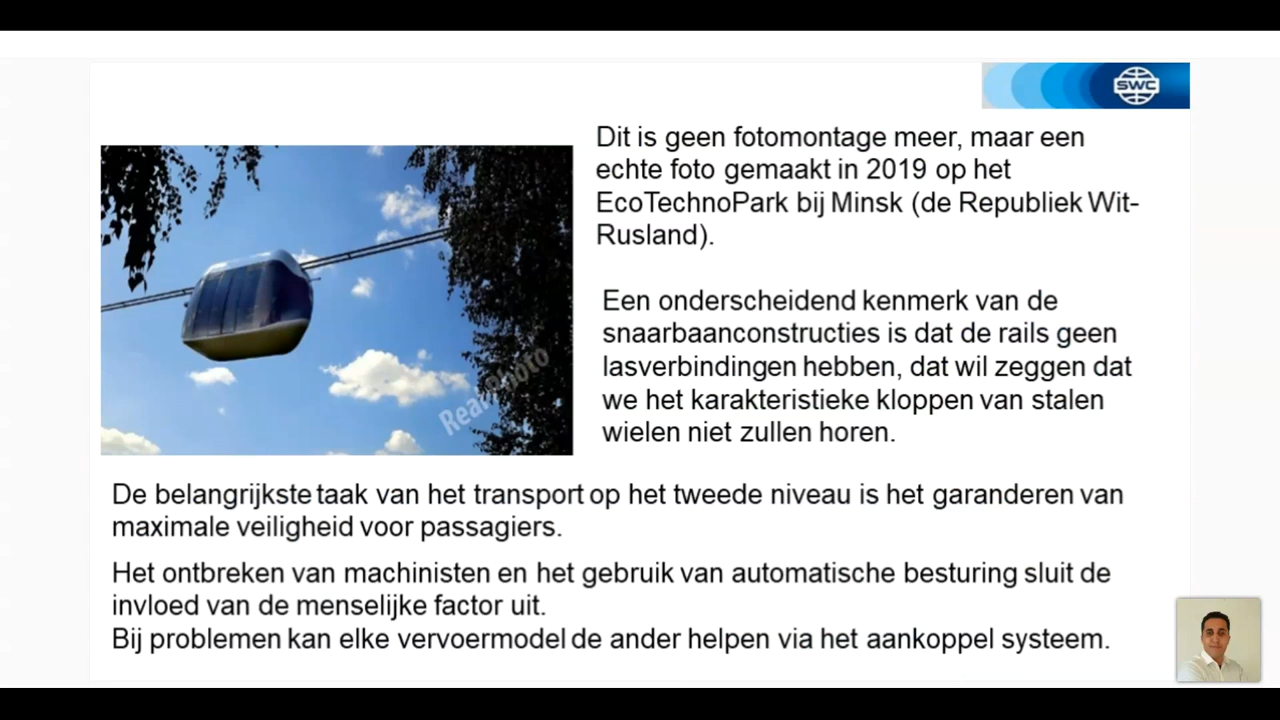 SWC
Dit is geen fotomontage meer, maar een
echte foto gemaakt in 2019 op het
EcoTechnoPark bij Minsk (de Republiek Wit-
Rusland).
Een onderscheidend kenmerk van de
snaarbaanconstructies is dat de rails geen
lasverbindingen hebben, dat wil zeggen dat
we het karakteristieke kloppen van stalen
wielen niet zullen horen.
Real Photo
De belangrijkste taak van het transport op het tweede niveau is het garanderen van
maximale veiligheid voor passagiers.
Het ontbreken van machinisten en het gebruik van automatische besturing sluit de
invloed van de menselijke factor uit.
Bij problemen kan elke vervoermodel de ander helpen via het aankoppel systeem.